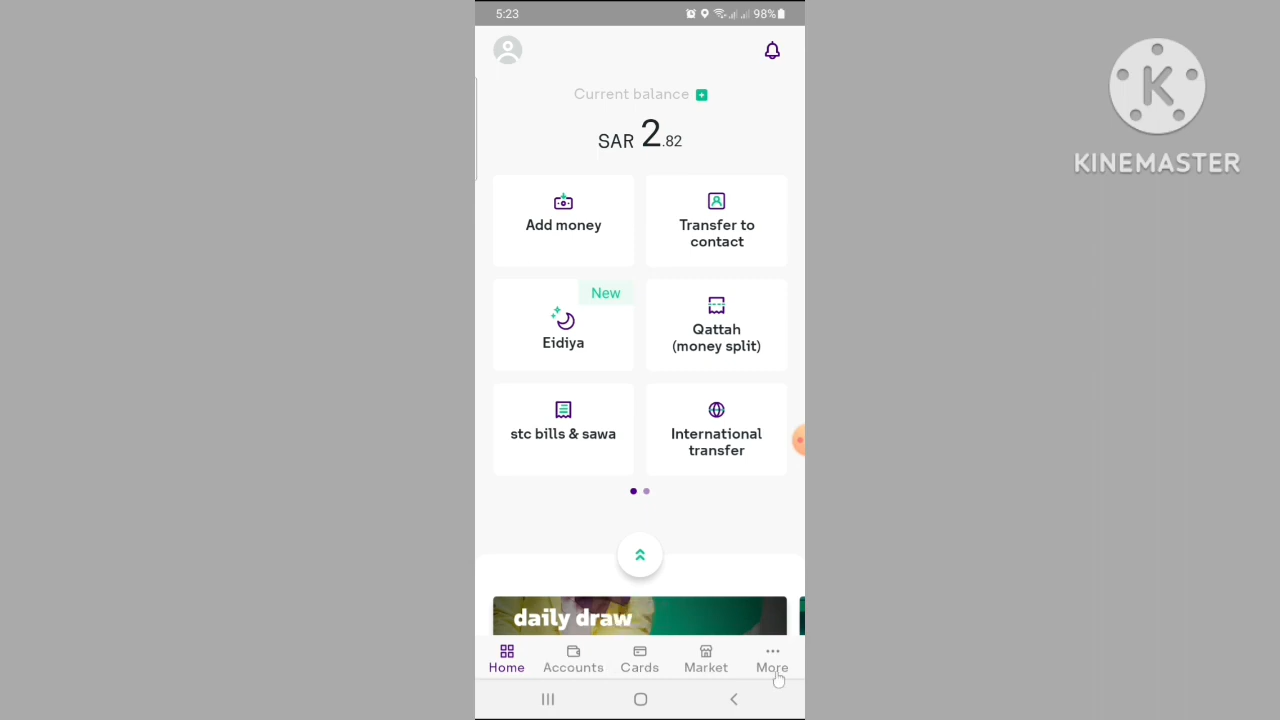 5:23
98%
Current balance
SAR 2.82
Add money
Transfer to
contact
New
Eidiya
Qattah
(money split)
stc bills & sawa
International
transfer
daily draw
Home
Accounts
Cards
Market
More
K
KINEMASTER